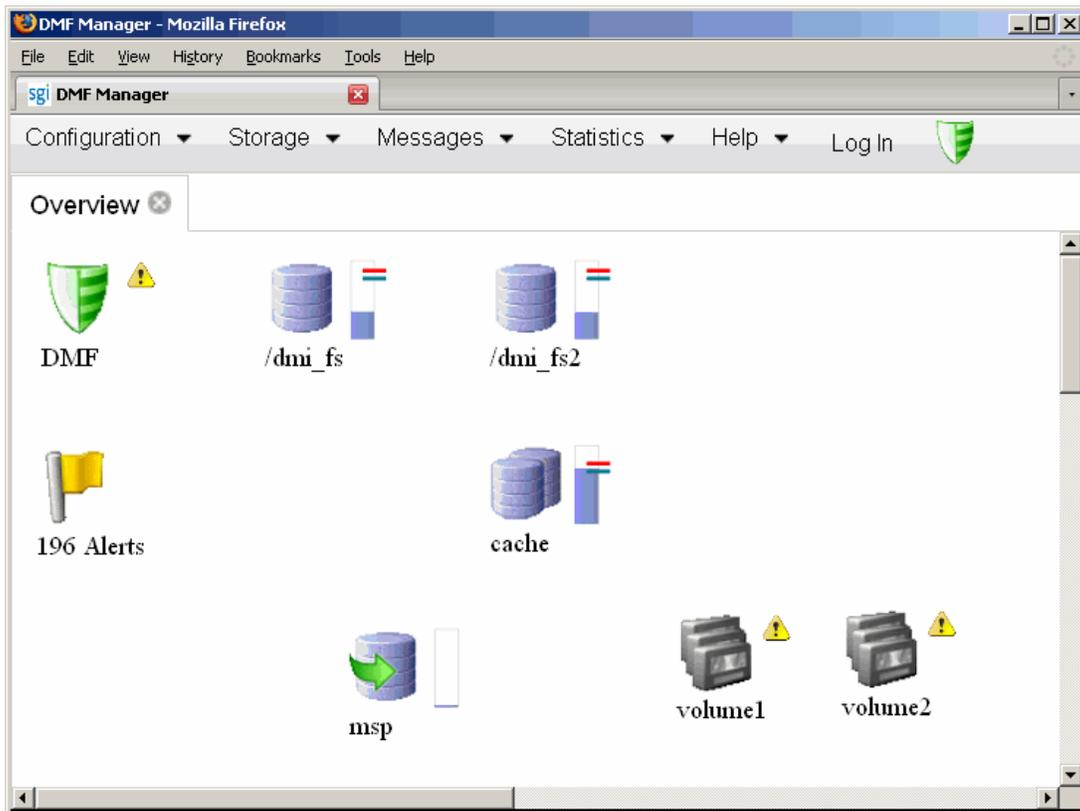 DMF Manager - Mozilla Firefox
File Edit View History Bookmarks Tools Help
sgi DMF Manager
Configuration Storage Messages Statistics Help Log In
Overview
DMF /dmi_fs /dmi_fs2
196 Alerts cache
msp volume1 volume2